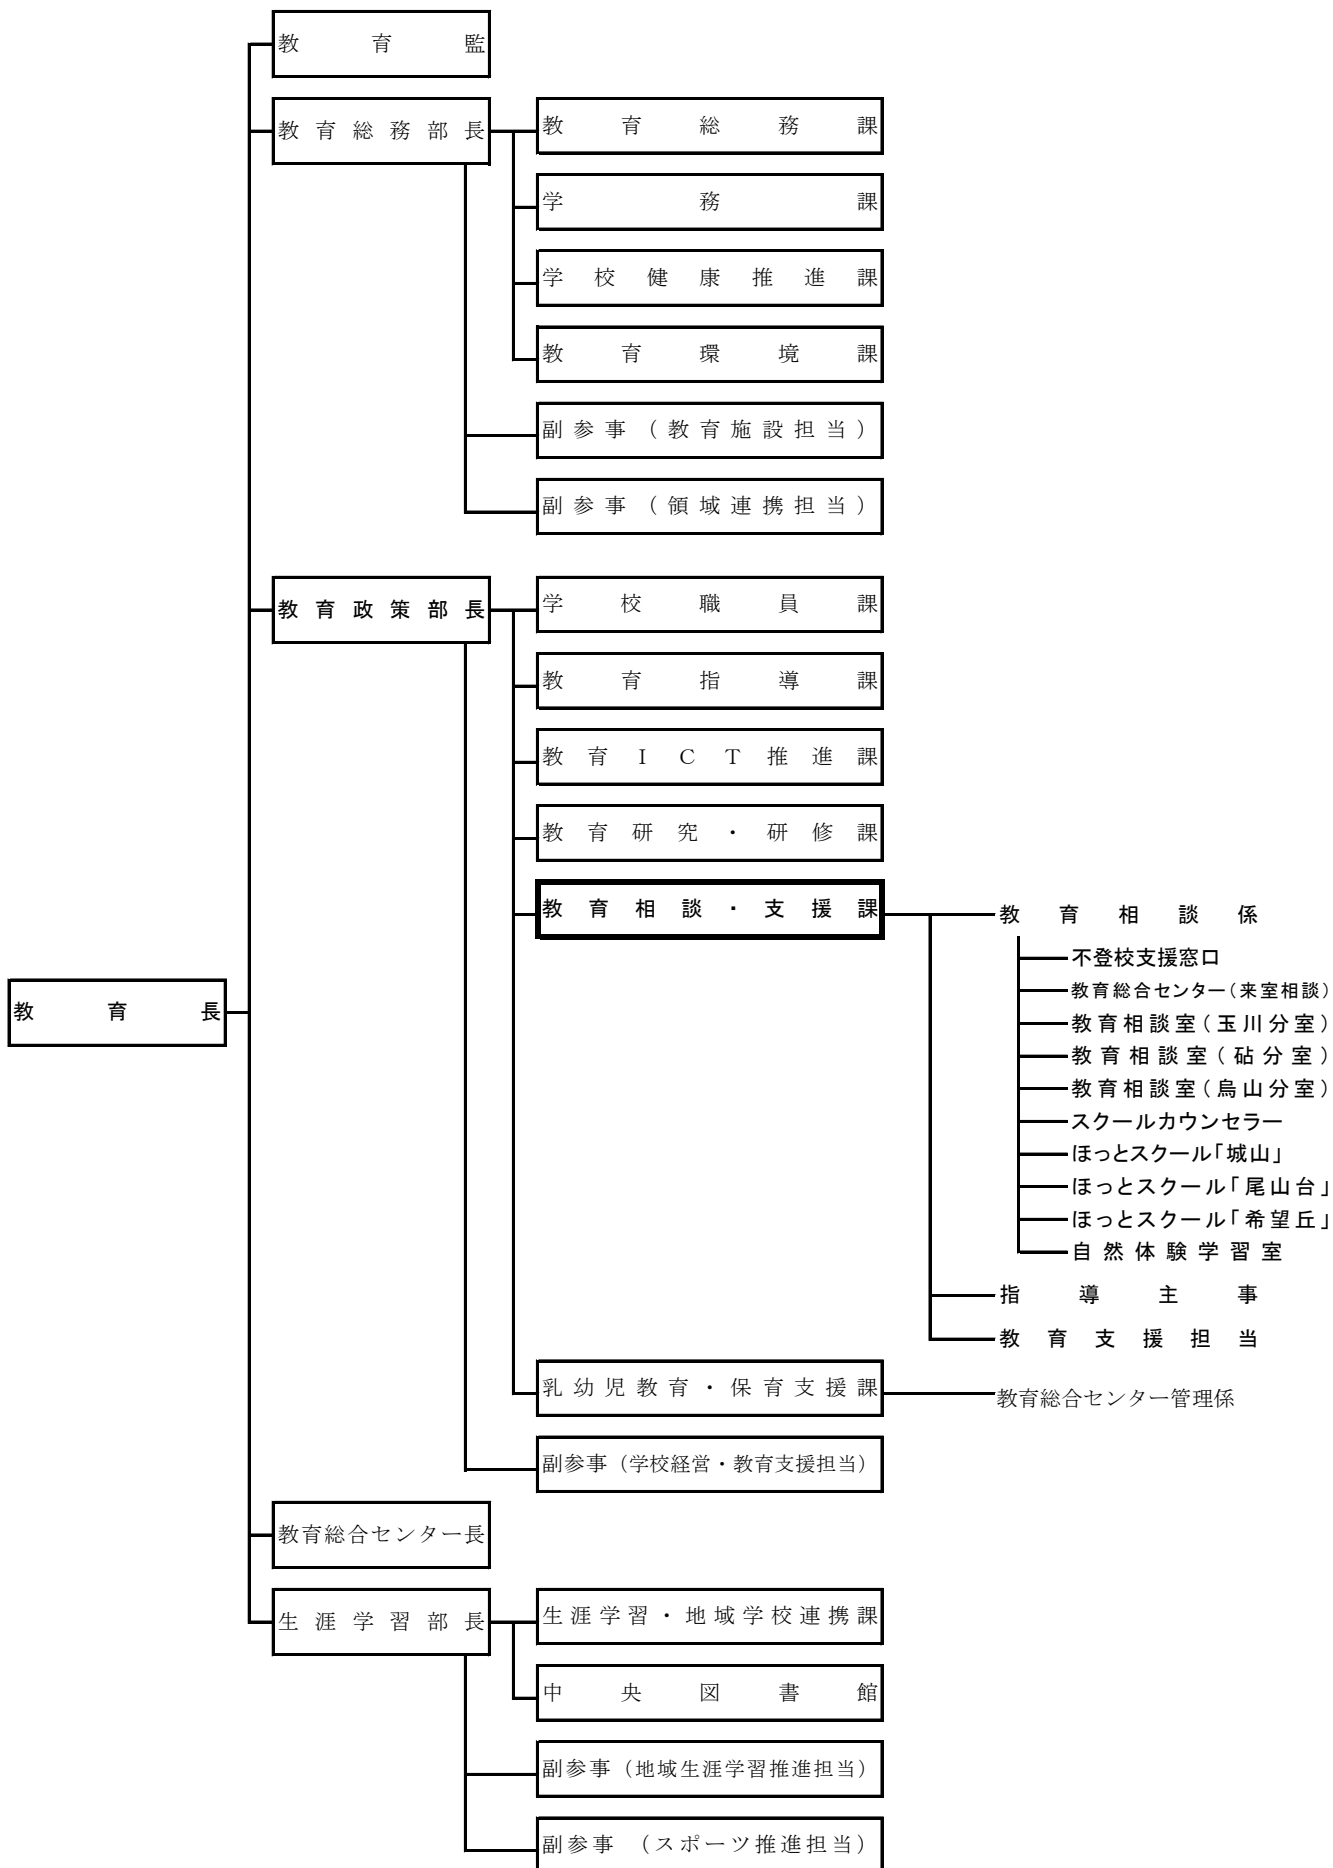 教育監
教育総務部長
教育総務課
学務課
学校健康推進課
教育環境課
副参事（教育施設担当）
副参事（領域連携担当）
教育政策部長
学校職員課
教育指導課
教育ＩＣＴ推進課
教育研究・研修課
教育相談・支援課
教育相談係
不登校支援窓口
教育総合センター（来室相談）
教育相談室（玉川分室）
教育相談室（砧分室）
教育相談室（烏山分室）
スクールカウンセラー
ほっとスクール「城山」
ほっとスクール「尾山台」
ほっとスクール「希望丘」
自然体験学習室
指導主事
教育支援担当
教育長
乳幼児教育・保育支援課
教育総合センター管理係
副参事（学校経営・教育支援担当）
教育総合センター長
生涯学習部長
生涯学習・地域学校連携課
中央図書館
副参事（地域生涯学習推進担当）
副参事（スポーツ推進担当）